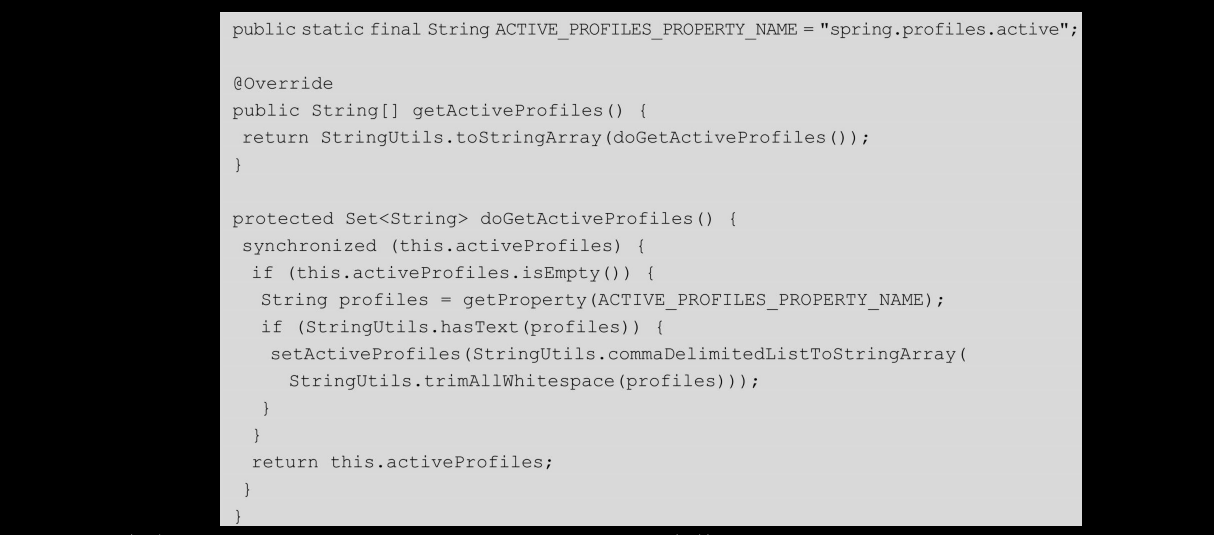 public static final String ACTIVE_PROFILES_PROPERTY_NAME = "spring.profiles.active";
@Override
public String[] getActiveProfiles() {
return StringUtils.toStringArray(doGetActiveProfiles());
}
protected Set<String> doGetActiveProfiles() {
synchronized (this.activeProfiles) {
if (this.activeProfiles.isEmpty()) {
String profiles = getProperty(ACTIVE_PROFILES_PROPERTY_NAME);
if (StringUtils.hasText(profiles)) {
setActiveProfiles(StringUtils.commaDelimitedListToStringArray(
StringUtils.trimAllWhitespace(profiles)));
}
}
return this.activeProfiles;
}
}